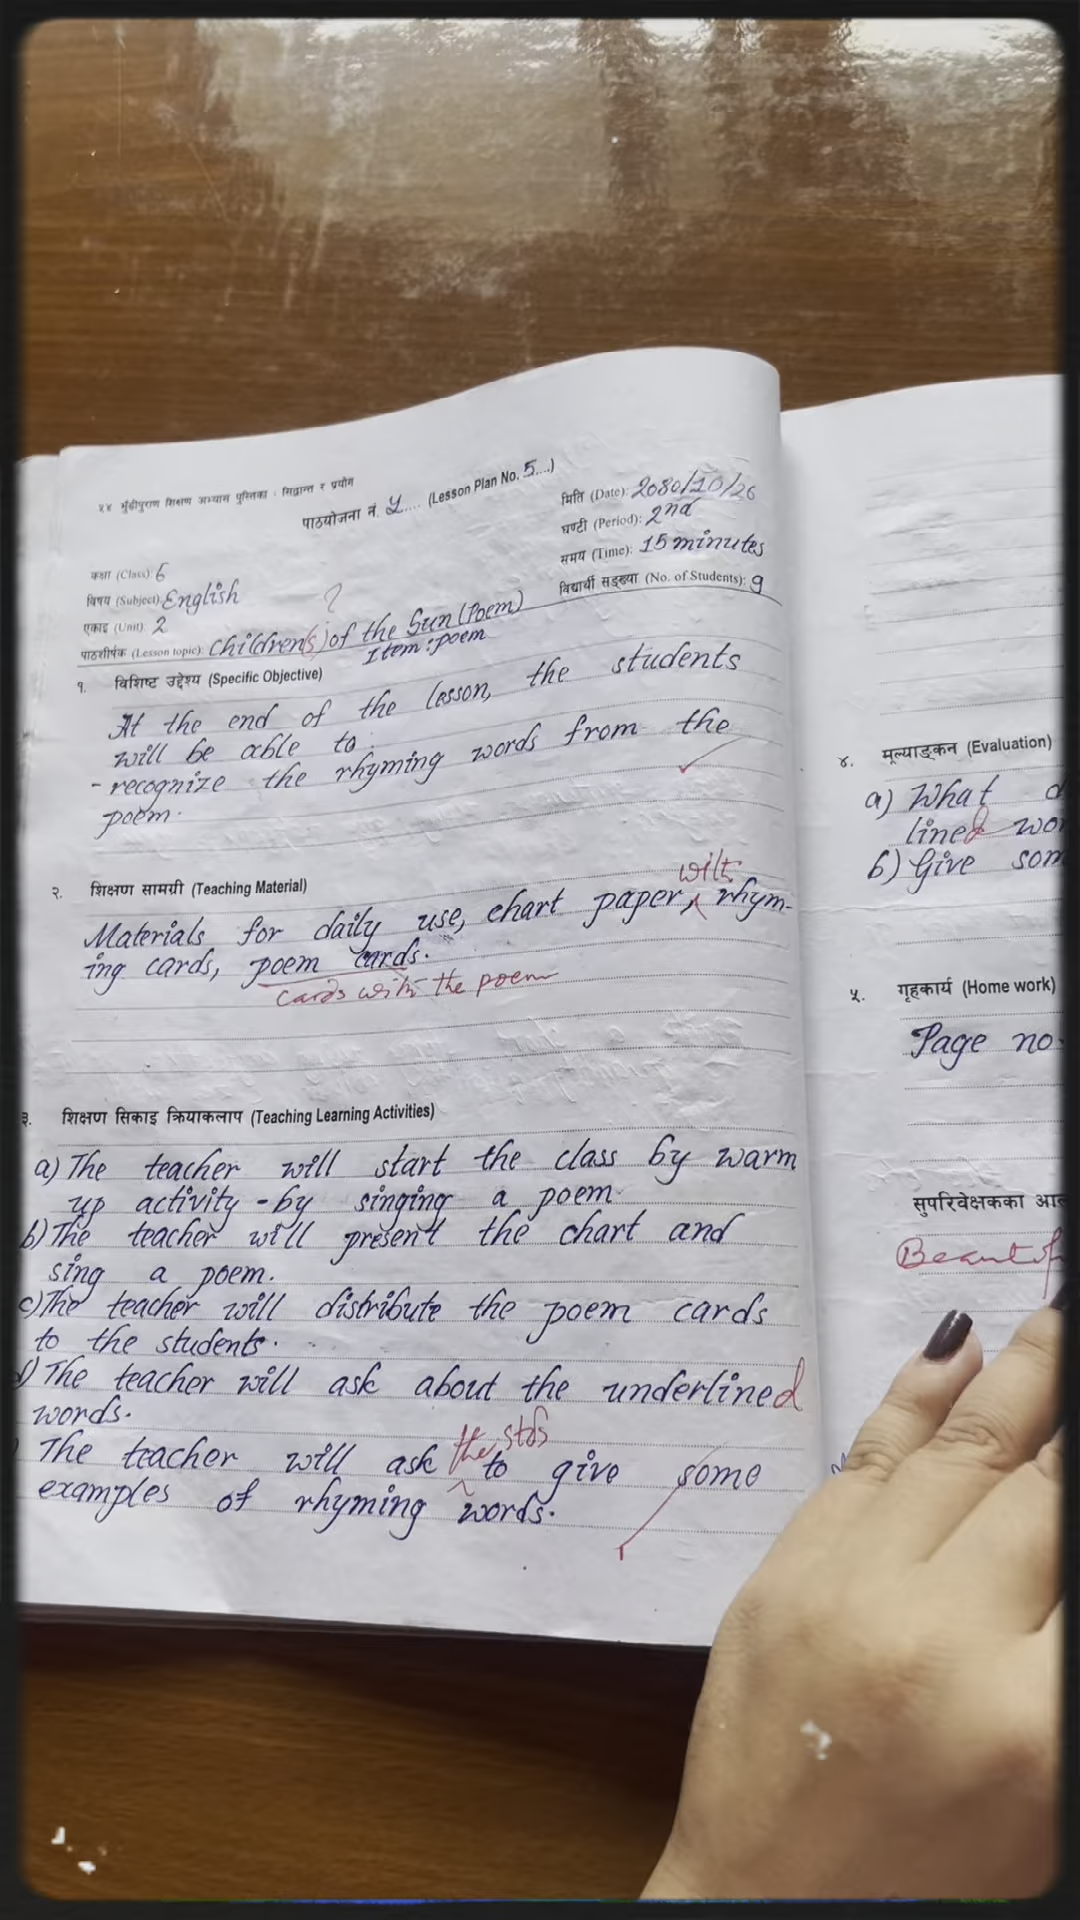 २४ मुँधीपुराण शिक्षण अभ्यास पुस्तिका : सिद्धान्त र प्रयोग
पाठयोजना नं. ५.... (Lesson Plan No. 5....)
मिति (Date): 2080/10/26
घण्टी (Period): 2nd
समय (Time): 15 minutes
विद्यार्थी सङ्ख्या (No. of Students): 9
कक्षा (Class): 6
विषय (Subject): English
?
एकाइ (Unit): 2
पाठशीर्षक (Lesson topic): Children(s) of the Sun (Poem)
Item: poem
१. विशिष्ट उद्देश्य (Specific Objective)
At the end of the lesson, the students
will be able to :
- recognize the rhyming words from the
poem.
२. शिक्षण सामग्री (Teaching Material)
with
Materials for daily use, chart paper, rhym-
ing cards, poem cards.
cards with the poem
३. शिक्षण सिकाइ क्रियाकलाप (Teaching Learning Activities)
a) The teacher will start the class by warm
up activity - by singing a poem.
b) The teacher will present the chart and
sing a poem.
c) The teacher will distribute the poem cards
to the students.
d) The teacher will ask about the underlined
words.
the stds
The teacher will ask to give some
examples of rhyming words.
४. मूल्याङ्कन (Evaluation)
a) What
lined
b) Give
५. गृहकार्य (Home work)
Page no.
सुपरिवेक्षकका